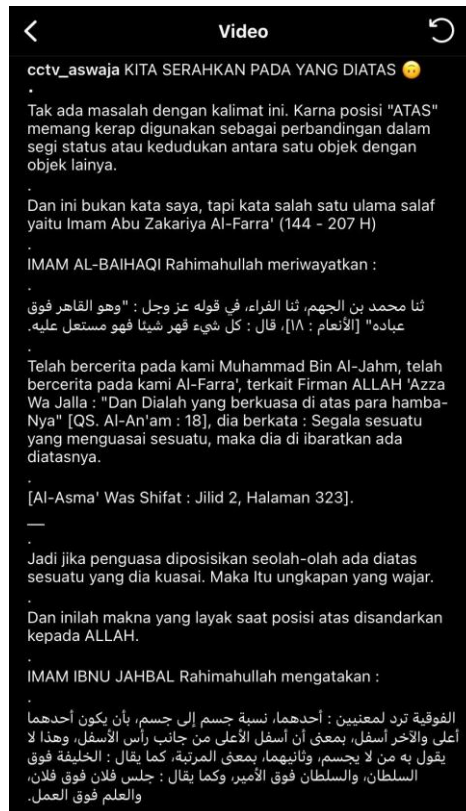 Video
cctv_aswaja KITA SERAHKAN PADA YANG DIATAS 🙃
.
Tak ada masalah dengan kalimat ini. Karna posisi "ATAS"
memang kerap digunakan sebagai perbandingan dalam
segi status atau kedudukan antara satu objek dengan
objek lainya.
.
Dan ini bukan kata saya, tapi kata salah satu ulama salaf
yaitu Imam Abu Zakariya Al-Farra' (144 - 207 H)
.
IMAM AL-BAIHAQI Rahimahullah meriwayatkan :
.
ثنا محمد بن الجهم، ثنا الفراء، في قوله عز وجل : "وهو القاهر فوق
عباده" [الأنعام : ١٨]، قال : كل شيء قهر شيئا فهو مستعل عليه.
.
Telah bercerita pada kami Muhammad Bin Al-Jahm, telah
bercerita pada kami Al-Farra', terkait Firman ALLAH 'Azza
Wa Jalla : "Dan Dialah yang berkuasa di atas para hamba-
Nya" [QS. Al-An'am : 18], dia berkata : Segala sesuatu
yang menguasai sesuatu, maka dia di ibaratkan ada
diatasnya.
.
[Al-Asma' Was Shifat : Jilid 2, Halaman 323].
__
.
Jadi jika penguasa diposisikan seolah-olah ada diatas
sesuatu yang dia kuasai. Maka Itu ungkapan yang wajar.
.
Dan inilah makna yang layak saat posisi atas disandarkan
kepada ALLAH.
.
IMAM IBNU JAHBAL Rahimahullah mengatakan :
.
الفوقية ترد لمعنيين : أحدهما، نسبة جسم إلى جسم، بأن يكون أحدهما
أعلى والآخر أسفل، بمعنى أن أسفل الأعلى من جانب رأس الأسفل، وهذا لا
يقول به من لا يجسم، وثانيهما، بمعنى المرتبة، كما يقال : الخليفة فوق
السلطان، والسلطان فوق الأمير، وكما يقال : جلس فلان فوق فلان،
والعلم فوق العمل.